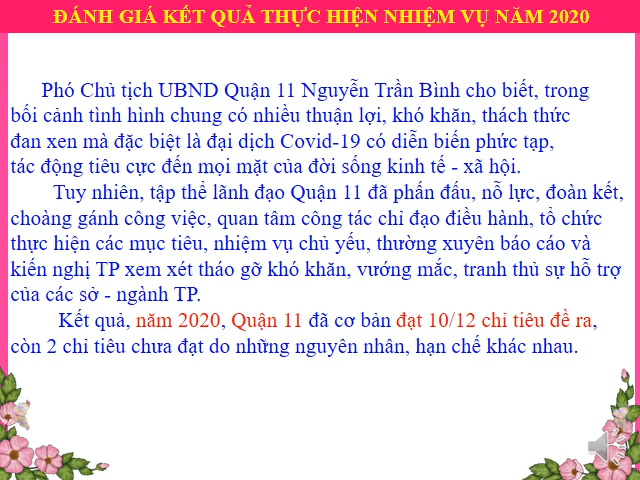 ĐÁNH GIÁ KẾT QUẢ THỰC HIỆN NHIỆM VỤ NĂM 2020
Phó Chủ tịch UBND Quận 11 Nguyễn Trần Bình cho biết, trong
bối cảnh tình hình chung có nhiều thuận lợi, khó khăn, thách thức
đan xen mà đặc biệt là đại dịch Covid-19 có diễn biến phức tạp,
tác động tiêu cực đến mọi mặt của đời sống kinh tế - xã hội.
Tuy nhiên, tập thể lãnh đạo Quận 11 đã phấn đấu, nỗ lực, đoàn kết,
choàng gánh công việc, quan tâm công tác chỉ đạo điều hành, tổ chức
thực hiện các mục tiêu, nhiệm vụ chủ yếu, thường xuyên báo cáo và
kiến nghị TP xem xét tháo gỡ khó khăn, vướng mắc, tranh thủ sự hỗ trợ
của các sở - ngành TP.
Kết quả, năm 2020, Quận 11 đã cơ bản đạt 10/12 chỉ tiêu đề ra,
còn 2 chỉ tiêu chưa đạt do những nguyên nhân, hạn chế khác nhau.